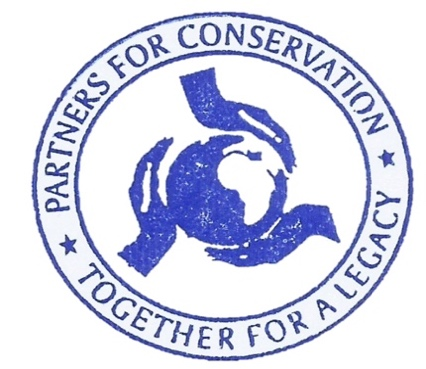 PARTNERS FOR CONSERVATION
TOGETHER FOR A LEGACY